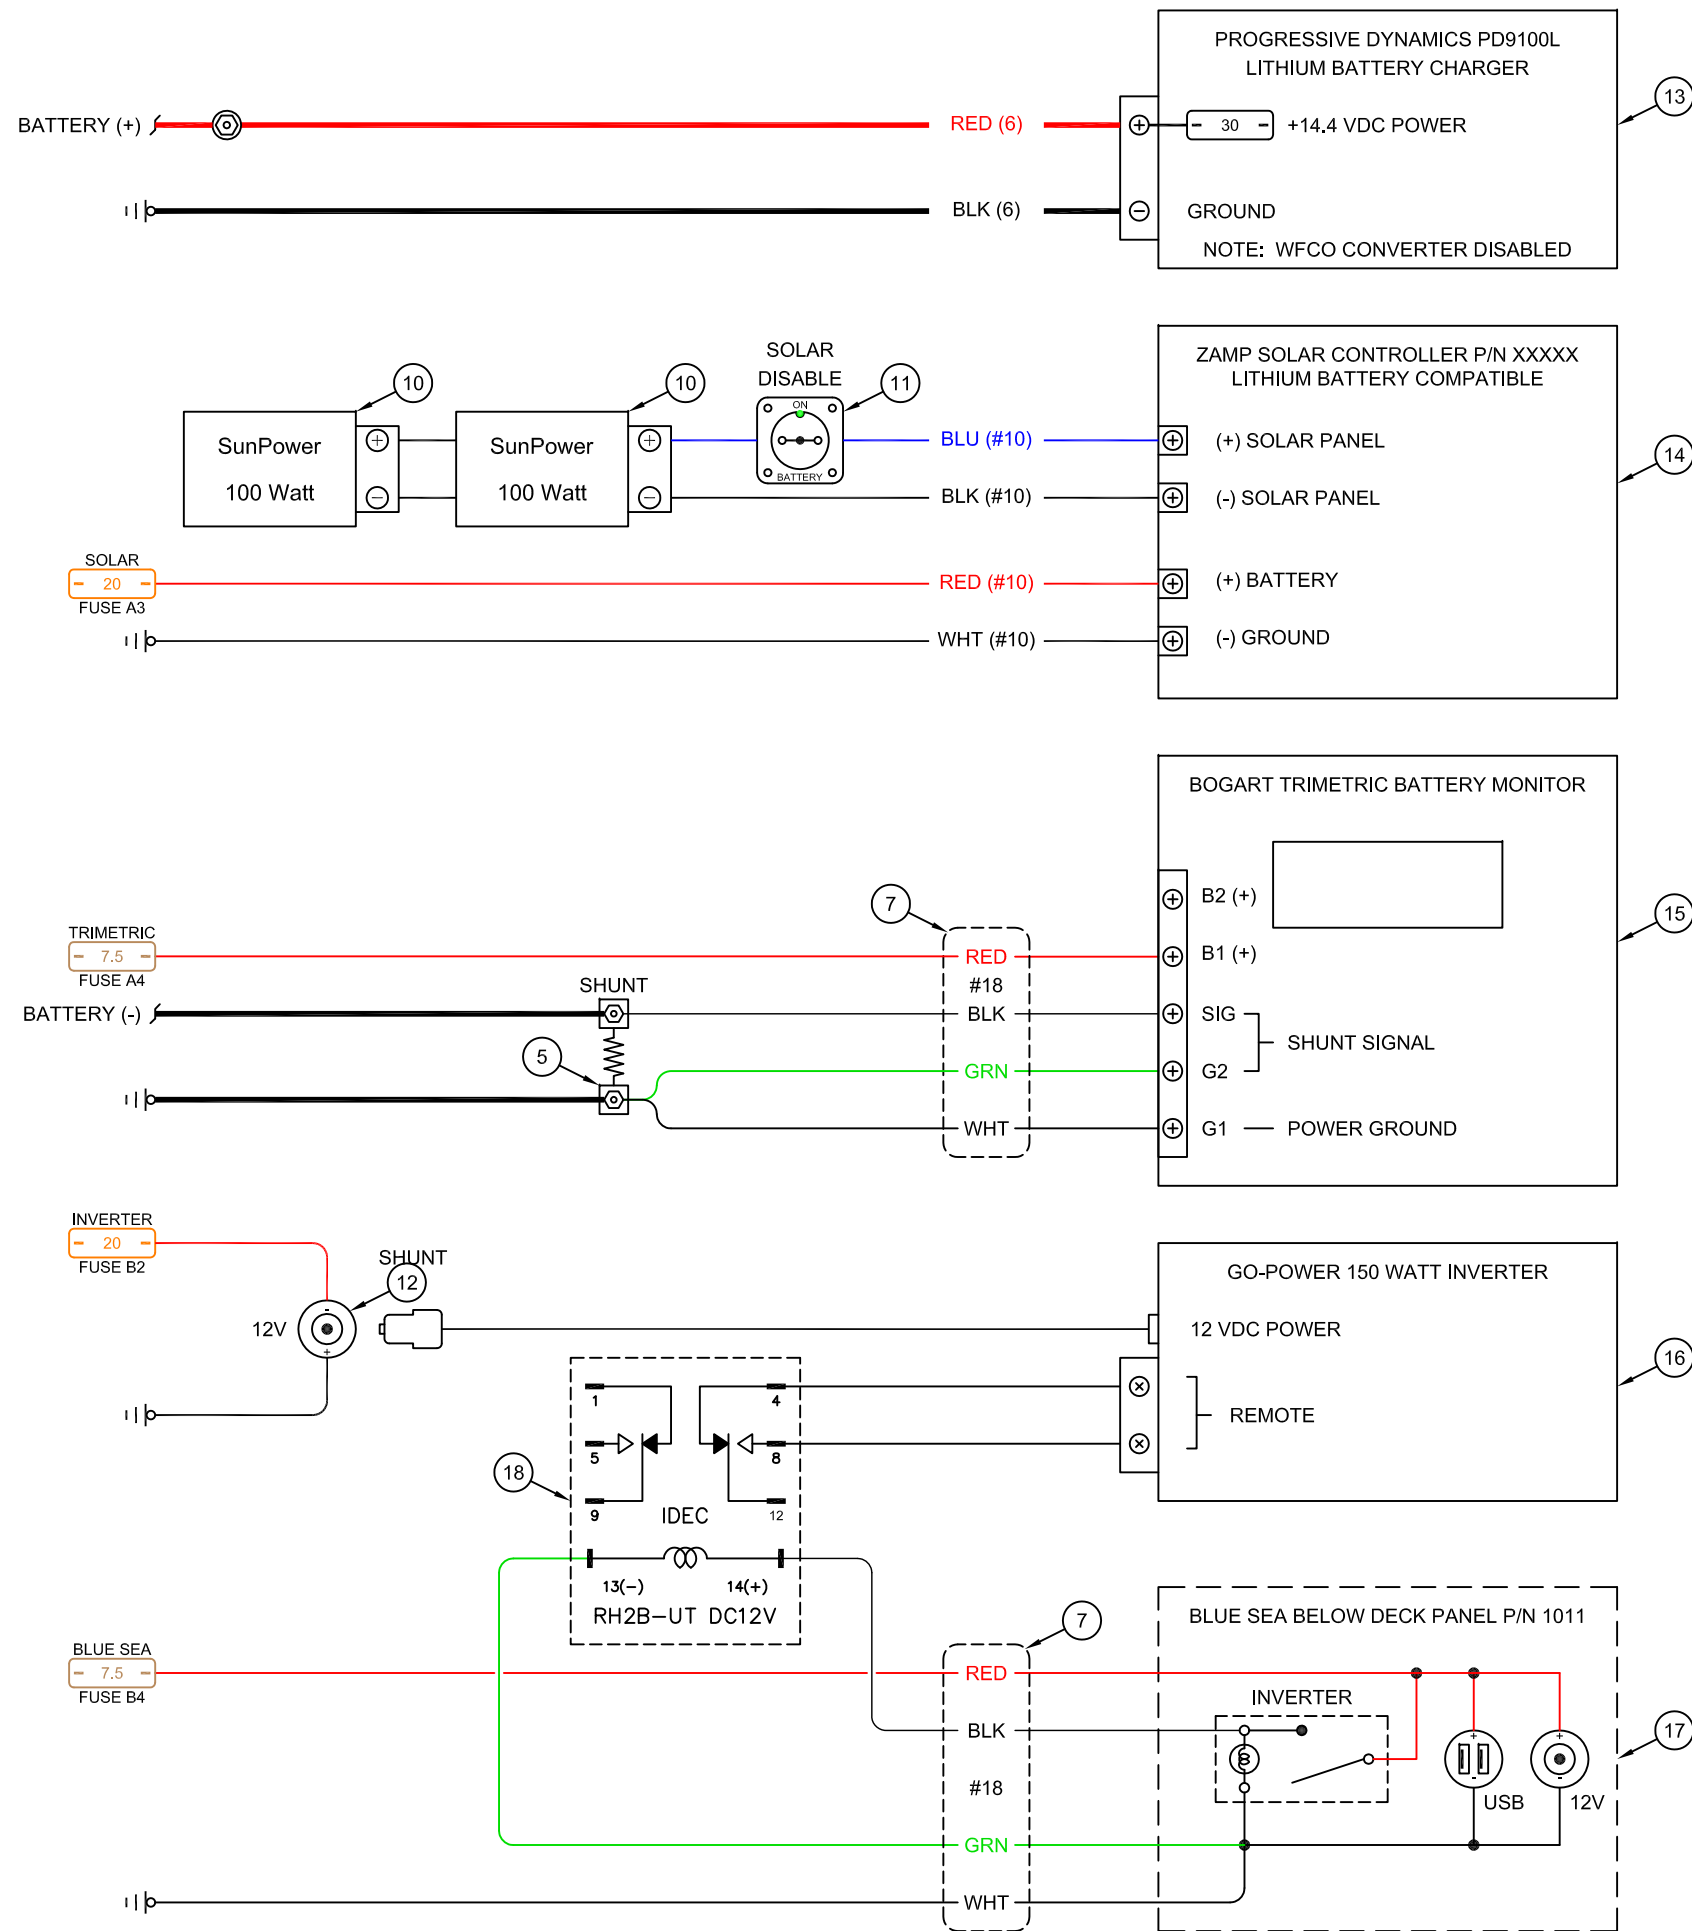 PROGRESSIVE DYNAMICS PD9100L
LITHIUM BATTERY CHARGER
13
BATTERY (+)
RED (6)
30
+14.4 VDC POWER
BLK (6)
GROUND
NOTE: WFCO CONVERTER DISABLED
SOLAR
DISABLE
ZAMP SOLAR CONTROLLER P/N XXXXX
LITHIUM BATTERY COMPATIBLE
10
10
11
ON
SunPower
100 Watt
SunPower
100 Watt
BATTERY
BLU (#10)
(+) SOLAR PANEL
14
BLK (#10)
(-) SOLAR PANEL
SOLAR
20
FUSE A3
RED (#10)
(+) BATTERY
WHT (#10)
(-) GROUND
BOGART TRIMETRIC BATTERY MONITOR
7
B2 (+)
15
TRIMETRIC
7.5
FUSE A4
RED
B1 (+)
#18
SHUNT
BATTERY (-)
BLK
SIG
SHUNT SIGNAL
5
GRN
G2
WHT
G1
POWER GROUND
INVERTER
20
FUSE B2
SHUNT
12
GO-POWER 150 WATT INVERTER
12V
- 
+
12 VDC POWER
16
1
4
REMOTE
5
8
18
9
IDEC
12
13(-)
14(+)
RH2B-UT DC12V
7
BLUE SEA BELOW DECK PANEL P/N 1011
BLUE SEA
7.5
FUSE B4
RED
INVERTER
BLK
17
#18
USB
12V
GRN
WHT